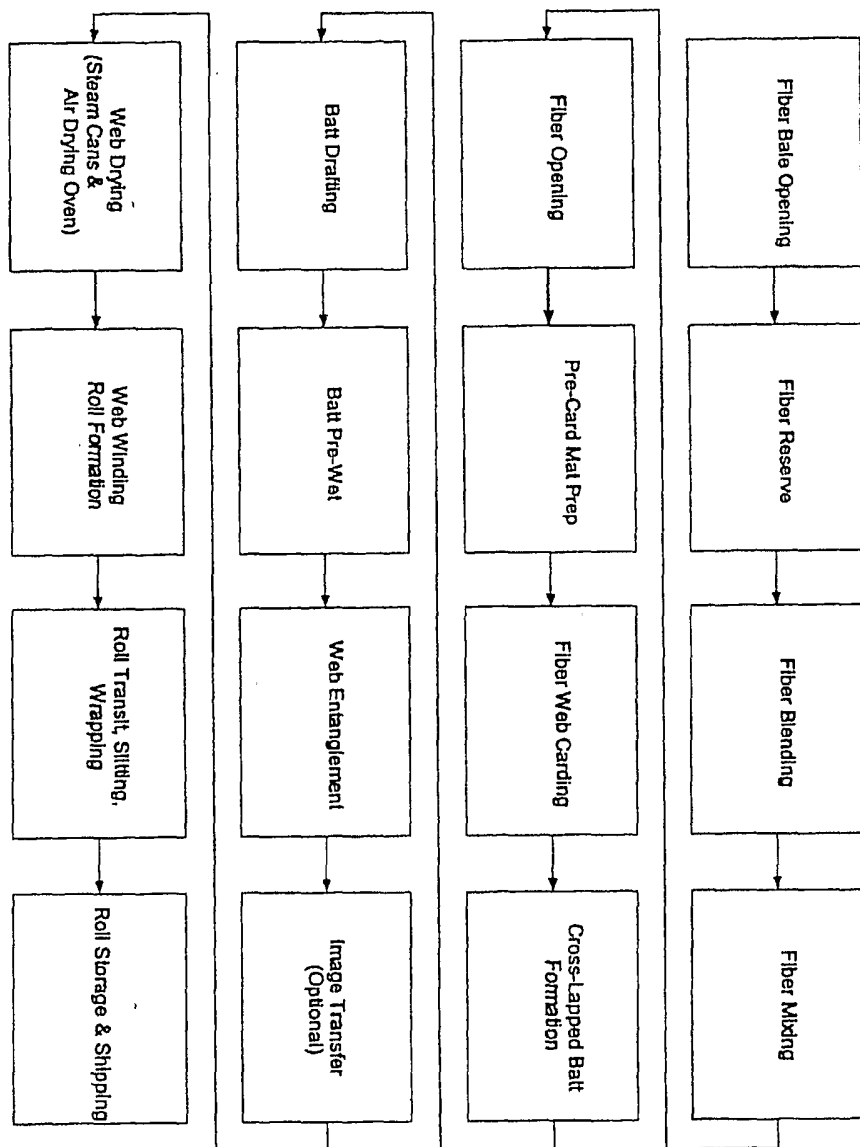 Fiber Bale Opening
Fiber Reserve
Fiber Blending
Fiber Mixing
Fiber Opening
Pre-Card Mat Prep
Fiber Web Carding
Cross-Lapped Batt
Formation
Batt Drafting
Batt Pre-Wet
Web Entanglement
Image Transfer
(Optional)
Web Drying
(Steam Cans &
Air Drying Oven)
Web Winding
Roll Formation
Roll Transit, Slitting,
Wrapping
Roll Storage & Shipping